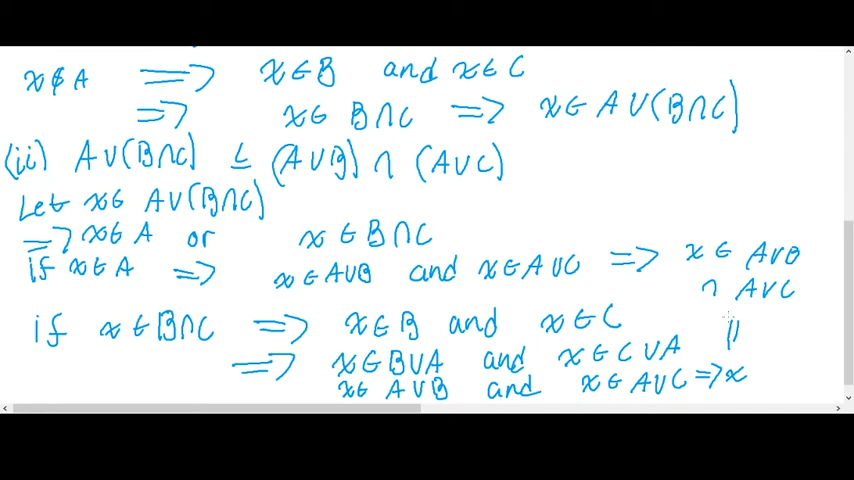 x ∉ A ⟹ x ∈ B and x ∈ C
⟹ x ∈ B ∩ C ⟹ x ∈ A ∪ (B ∩ C)
(ii) A ∪ (B ∩ C) ⊆ (A ∪ B) ∩ (A ∪ C)
Let x ∈ A ∪ (B ∩ C)
⟹ x ∈ A or x ∈ B ∩ C
if x ∈ A ⟹ x ∈ A ∪ B and x ∈ A ∪ C ⟹ x ∈ A ∪ B
∩ A ∪ C
if x ∈ B ∩ C ⟹ x ∈ B and x ∈ C
⟹ x ∈ B ∪ A and x ∈ C ∪ A
x ∈ A ∪ B and x ∈ A ∪ C ⟹ x